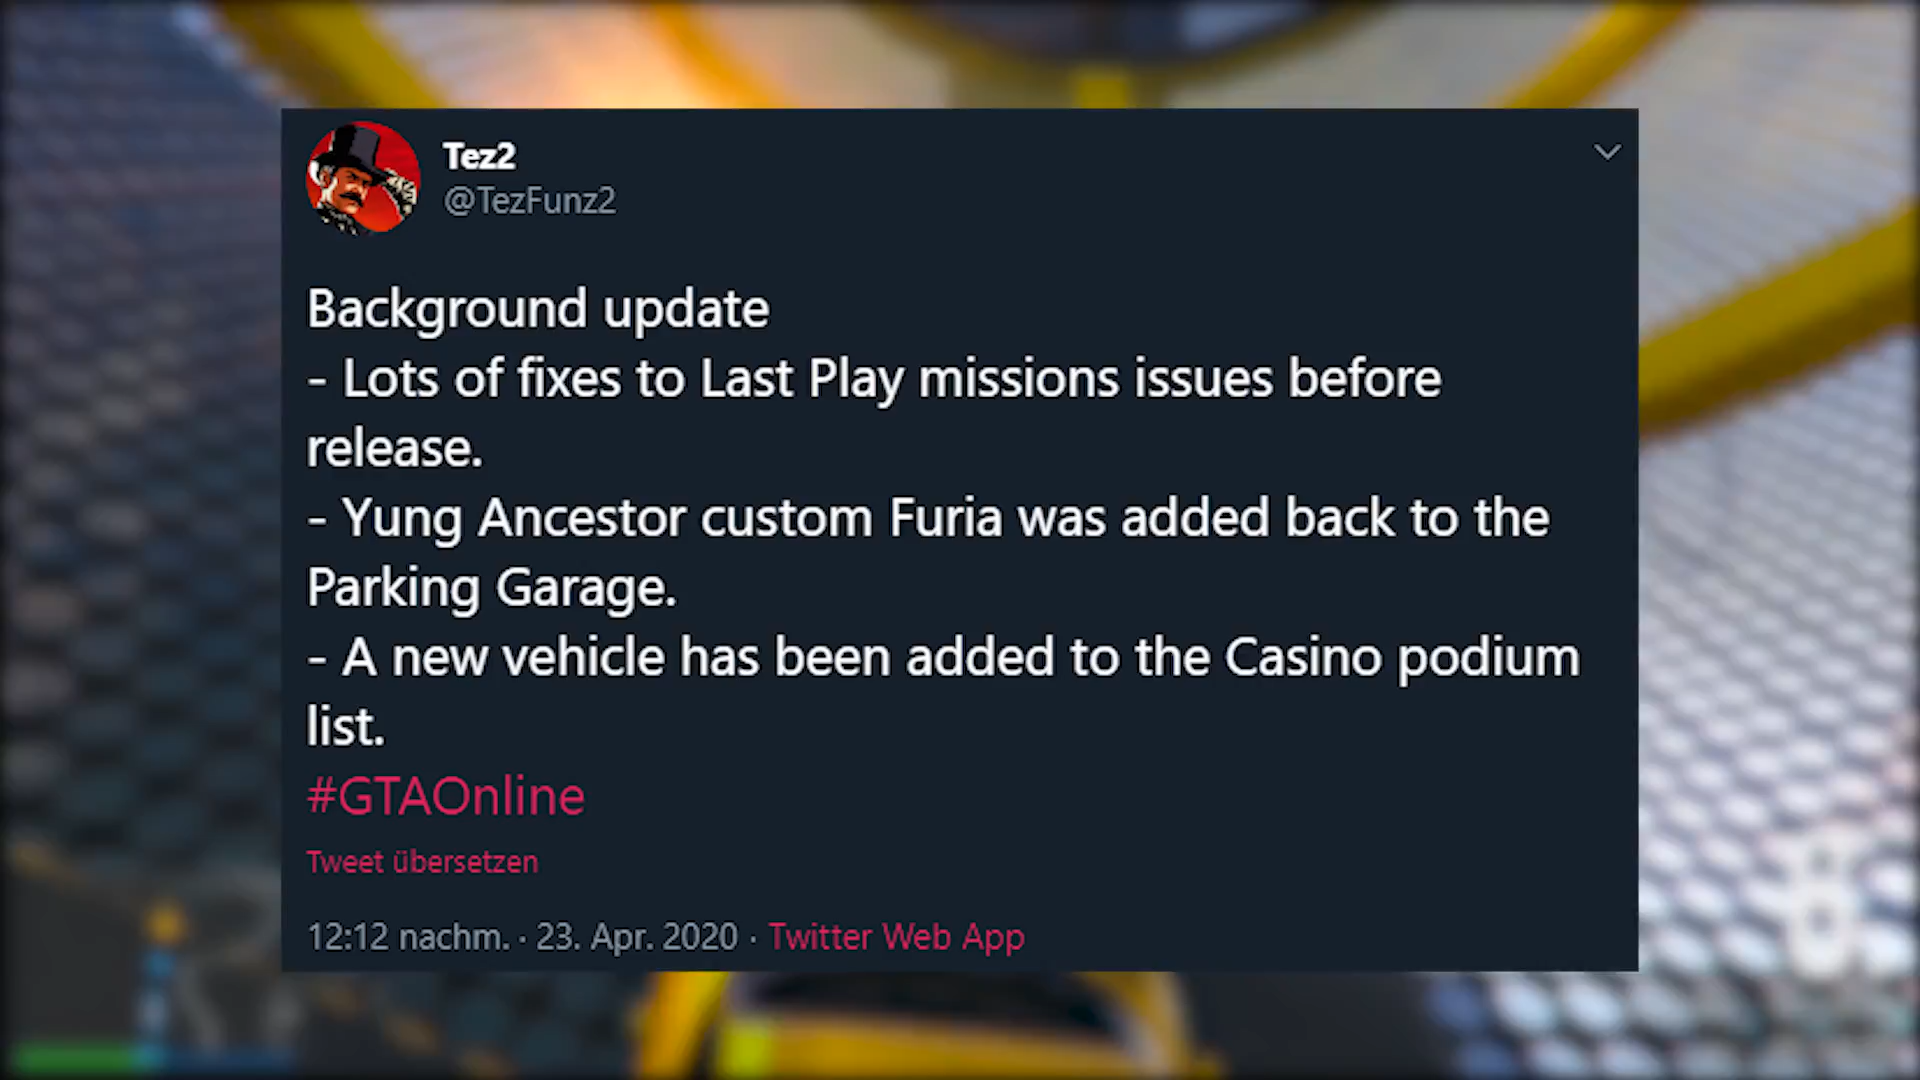 Tez2
@TezFunz2
Background update
- Lots of fixes to Last Play missions issues before
release.
- Yung Ancestor custom Furia was added back to the
Parking Garage.
- A new vehicle has been added to the Casino podium
list.
#GTAOnline
Tweet übersetzen
12:12 nachm. · 23. Apr. 2020 · Twitter Web App